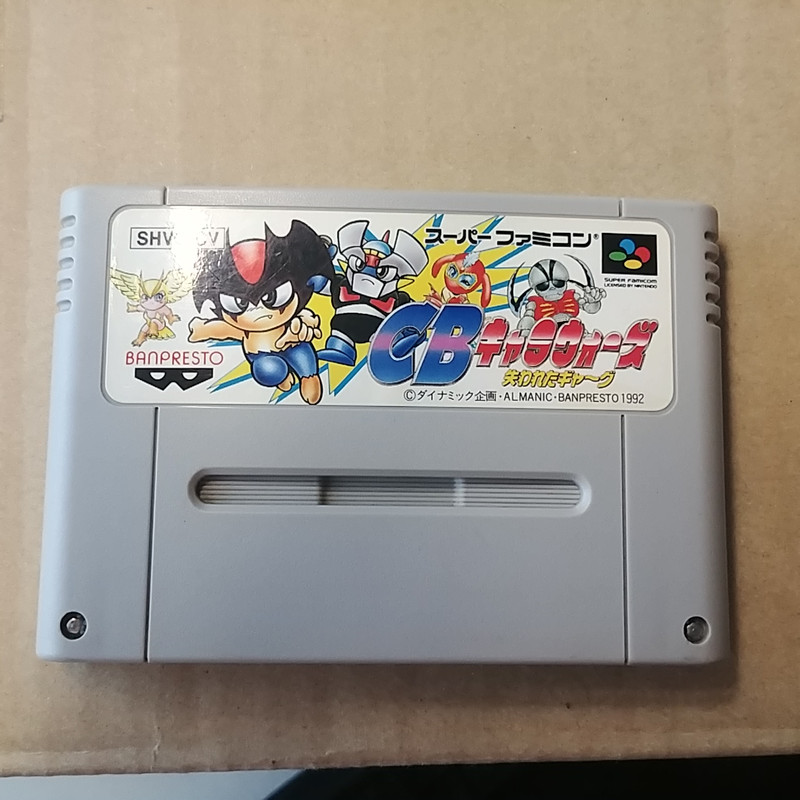 スーパーファミコン®
SUPER FAMICOM
LICENSED BY NINTENDO
BANPRESTO
CB キャラウォーズ
失われたギャ〜グ
©ダイナミック企画・ALMANIC・BANPRESTO 1992